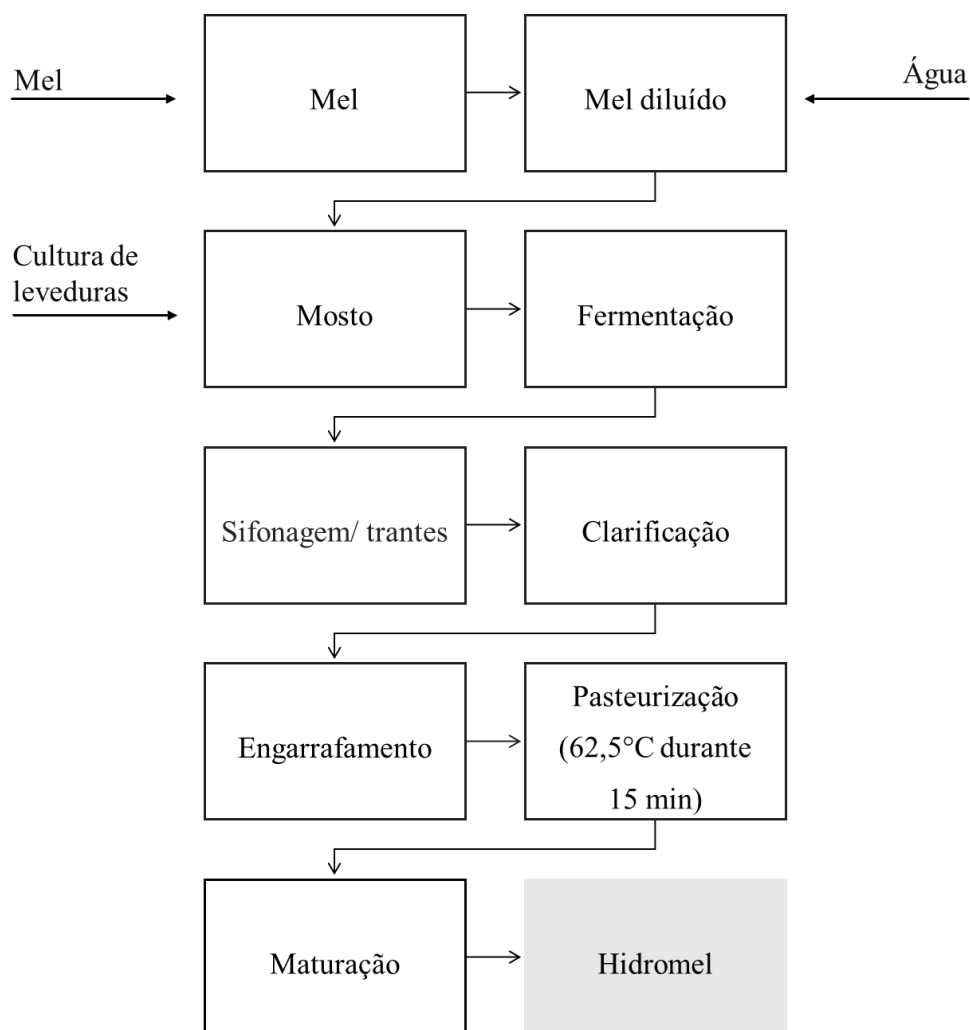 Mel
Mel
Mel diluído
Água
Cultura de
leveduras
Mosto
Fermentação
Sifonagem/ trantes
Clarificação
Engarrafamento
Pasteurização
(62,5°C durante
15 min)
Maturação
Hidromel